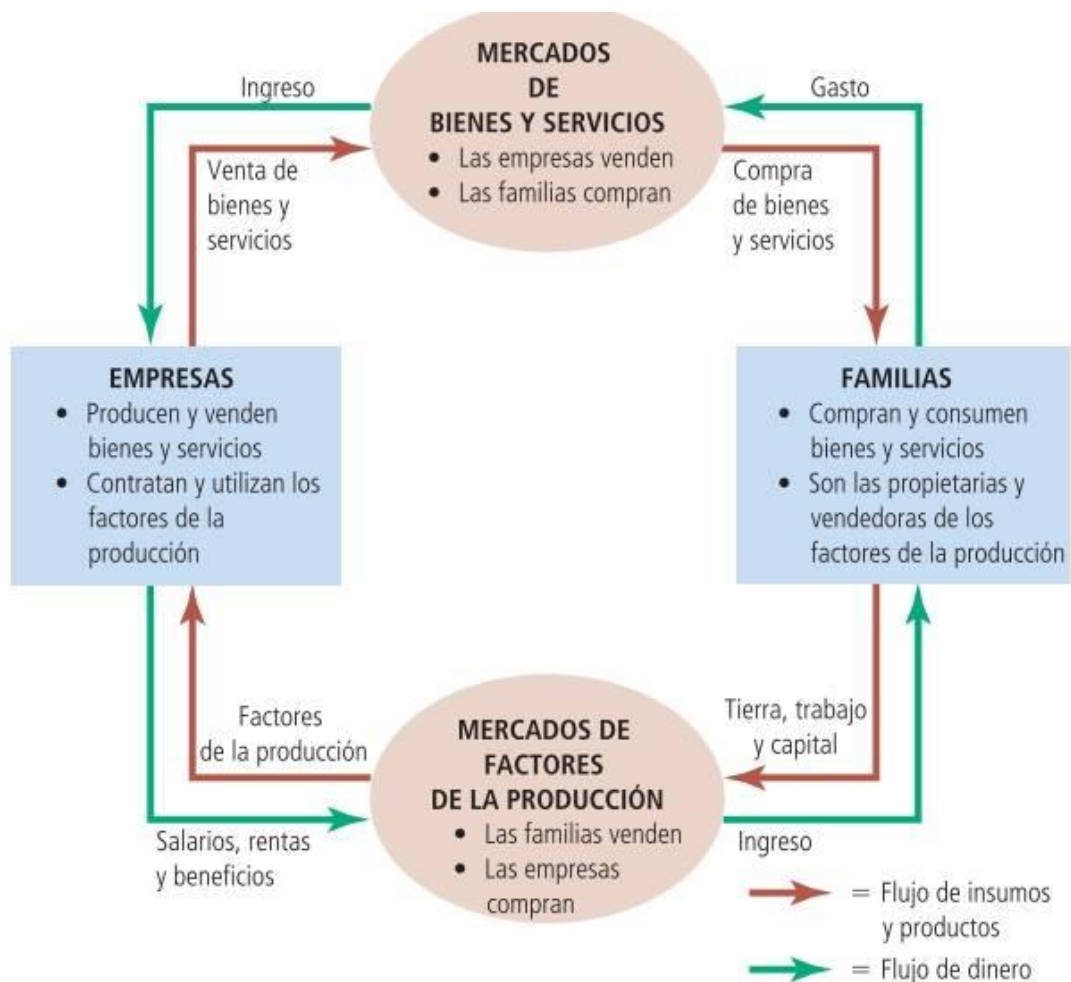 MERCADOS
DE
BIENES Y SERVICIOS
• Las empresas venden
• Las familias compran
Ingreso
Gasto
Venta de
bienes y
servicios
Compra
de bienes
y servicios
EMPRESAS
• Producen y venden
bienes y servicios
• Contratan y utilizan los
factores de la
producción
FAMILIAS
• Compran y consumen
bienes y servicios
• Son las propietarias y
vendedoras de los
factores de la producción
Factores
de la producción
Tierra, trabajo
y capital
MERCADOS DE
FACTORES
DE LA PRODUCCIÓN
• Las familias venden
• Las empresas
compran
Salarios, rentas
y beneficios
Ingreso
= Flujo de insumos
y productos
= Flujo de dinero